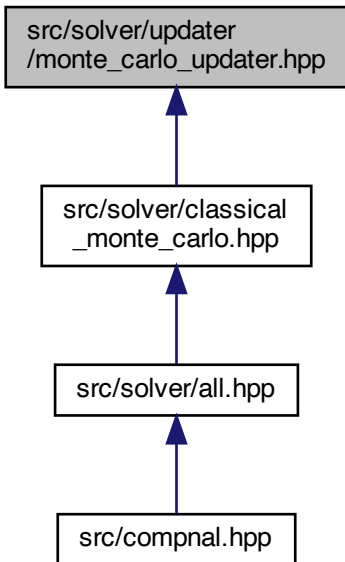 src/solver/updater
/monte_carlo_updater.hpp
src/solver/classical
_monte_carlo.hpp
src/solver/all.hpp
src/compnal.hpp